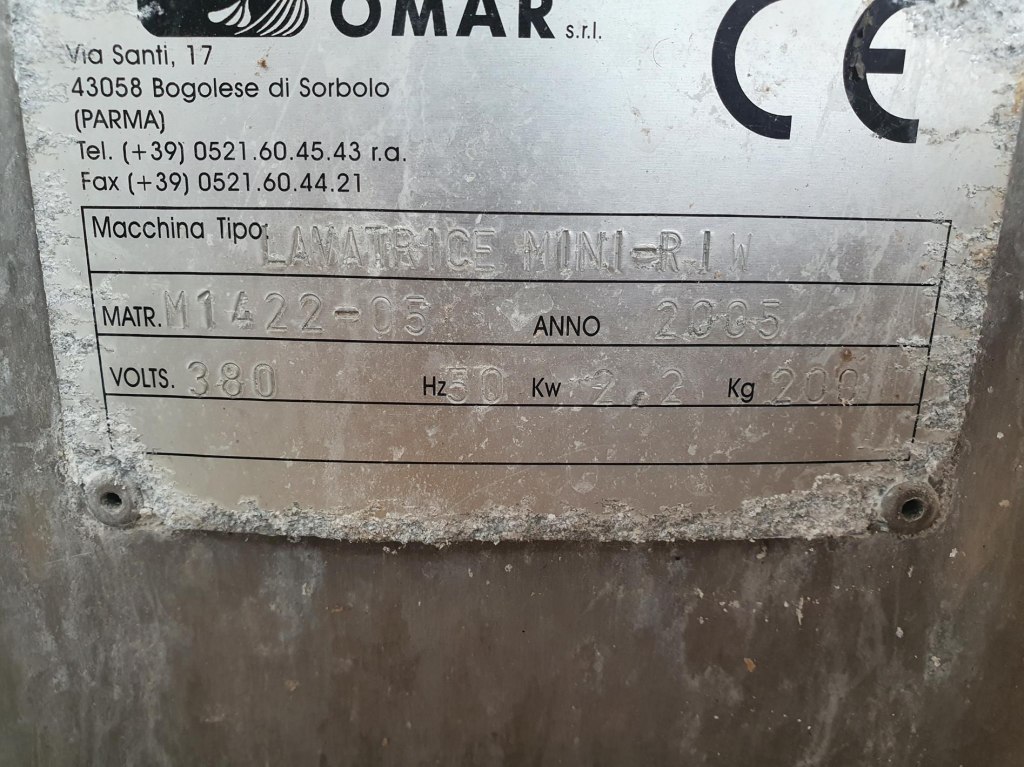 OMAR s.r.l.
Via Santi, 17
43058 Bogolese di Sorbolo
(PARMA)
Tel. (+39) 0521.60.45.43 r.a.
Fax (+39) 0521.60.44.21
CE
Macchina Tipo: LAVATRICE MINI-RIW
MATR. M1422-05 ANNO 2005
VOLTS. 380 Hz 50 Kw 2.2 Kg 200